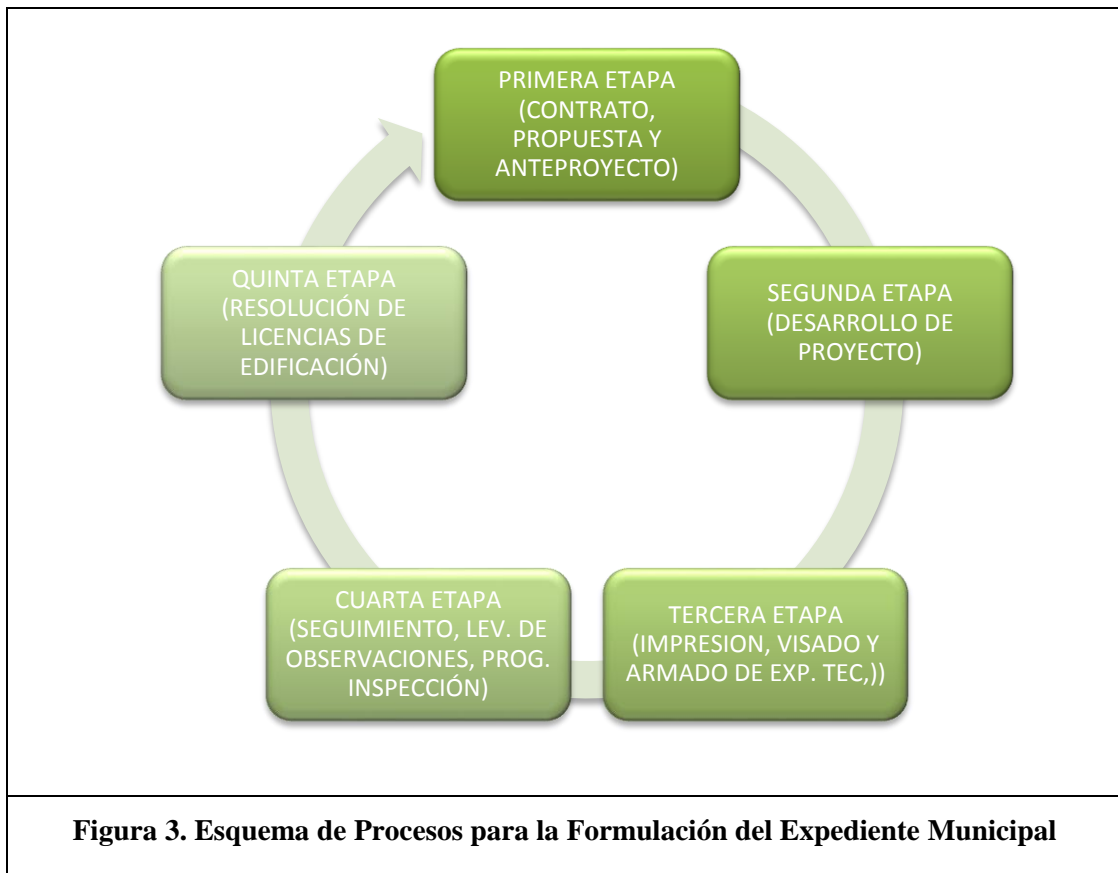 PRIMERA ETAPA
(CONTRATO,
PROPUESTA Y
ANTEPROYECTO)
SEGUNDA ETAPA
(DESARROLLO DE
PROYECTO)
TERCERA ETAPA
(IMPRESION, VISADO Y
ARMADO DE EXP. TEC,))
CUARTA ETAPA
(SEGUIMIENTO, LEV. DE
OBSERVACIONES, PROG.
INSPECCIÓN)
QUINTA ETAPA
(RESOLUCIÓN DE
LICENCIAS DE
EDIFICACIÓN)
Figura 3. Esquema de Procesos para la Formulación del Expediente Municipal